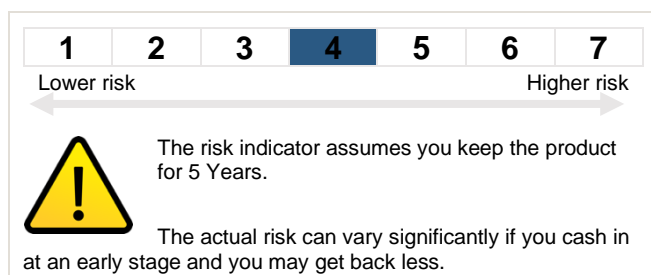 1 2 3 4 5 6 7
Lower risk Higher risk
The risk indicator assumes you keep the product
for 5 Years.
The actual risk can vary significantly if you cash in
at an early stage and you may get back less.